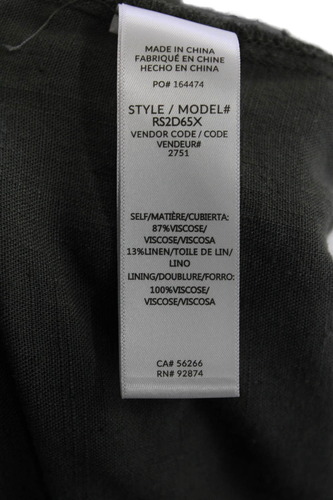 MADE IN CHINA
FABRIQUÉ EN CHINE
HECHO EN CHINA
PO# 164474
STYLE / MODEL#
RS2D65X
VENDOR CODE / CODE
VENDEUR#
2751
SELF/MATIÈRE/CUBIERTA:
87%VISCOSE/
VISCOSE/VISCOSA
13%LINEN/TOILE DE LIN/
LINO
LINING/DOUBLURE/FORRO:
100%VISCOSE/
VISCOSE/VISCOSA
CA# 56266
RN# 92874